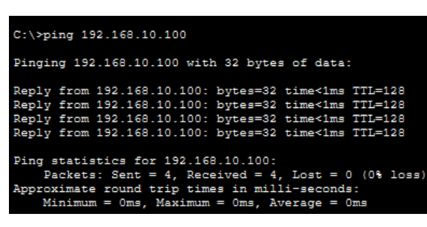 C:\>ping 192.168.10.100
Pinging 192.168.10.100 with 32 bytes of data:
Reply from 192.168.10.100: bytes=32 time<1ms TTL=128
Reply from 192.168.10.100: bytes=32 time<1ms TTL=128
Reply from 192.168.10.100: bytes=32 time<1ms TTL=128
Reply from 192.168.10.100: bytes=32 time<1ms TTL=128
Ping statistics for 192.168.10.100:
    Packets: Sent = 4, Received = 4, Lost = 0 (0% loss)
Approximate round trip times in milli-seconds:
    Minimum = 0ms, Maximum = 0ms, Average = 0ms